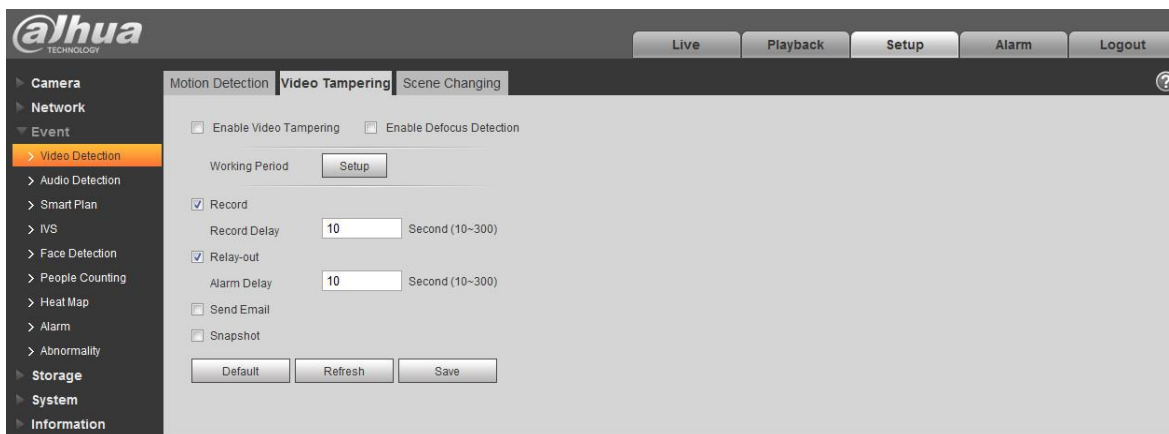 alhua
TECHNOLOGY
Live Playback Setup Alarm Logout
Camera
Network
Event
Video Detection
Audio Detection
Smart Plan
IVS
Face Detection
People Counting
Heat Map
Alarm
Abnormality
Storage
System
Information
Motion Detection Video Tampering Scene Changing
?
Enable Video Tampering Enable Defocus Detection
Working Period Setup
Record
Record Delay 10 Second (10~300)
Relay-out
Alarm Delay 10 Second (10~300)
Send Email
Snapshot
Default Refresh Save